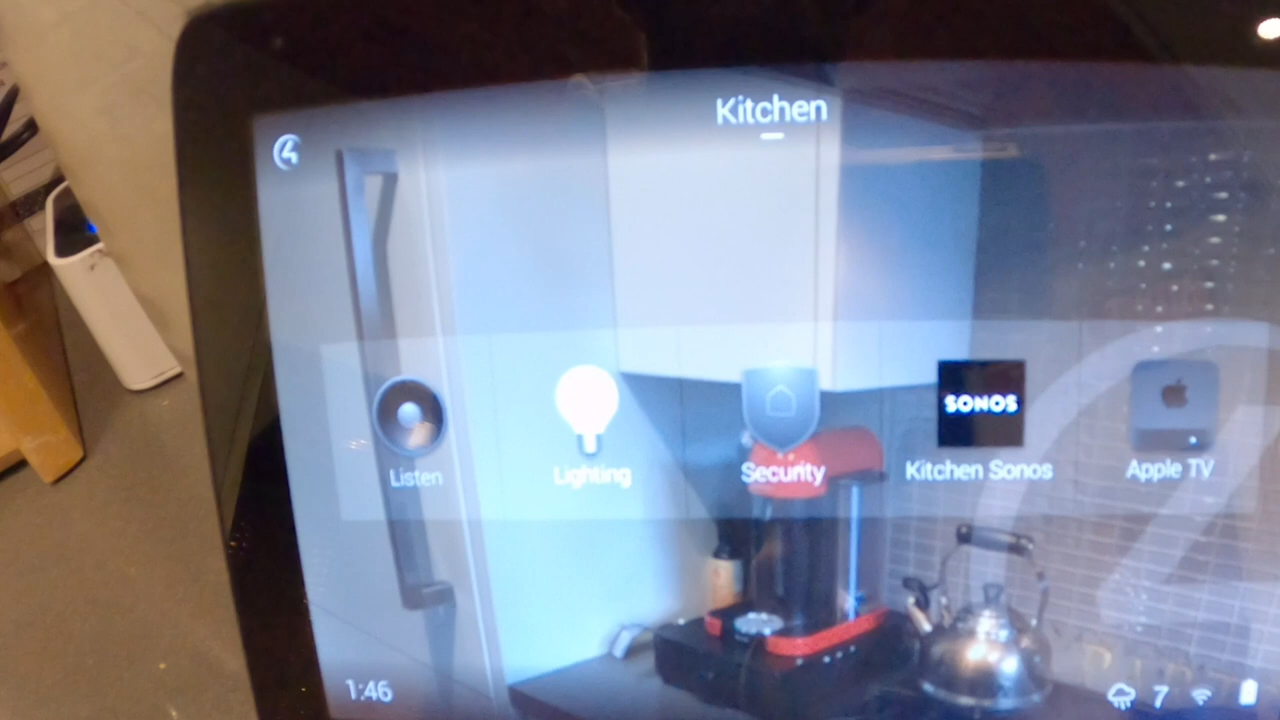 Kitchen
Listen
Lighting
Security
SONOS
Kitchen Sonos
Apple TV
1:46
7